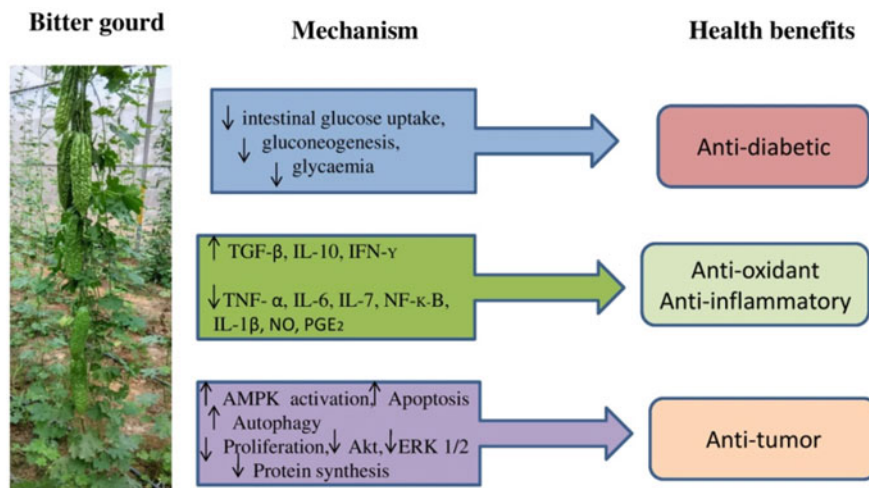 Bitter gourd
Mechanism
Health benefits
↓ intestinal glucose uptake,
↓ gluconeogenesis,
↓ glycaemia
Anti-diabetic
↑ TGF-β, IL-10, IFN-γ
↓TNF- α, IL-6, IL-7, NF-κ-B,
IL-1β, NO, PGE₂
Anti-oxidant
Anti-inflammatory
↑ AMPK activation,↑ Apoptosis
↑ Autophagy
↓ Proliferation,↓ Akt,↓ERK 1/2
↓ Protein synthesis
Anti-tumor